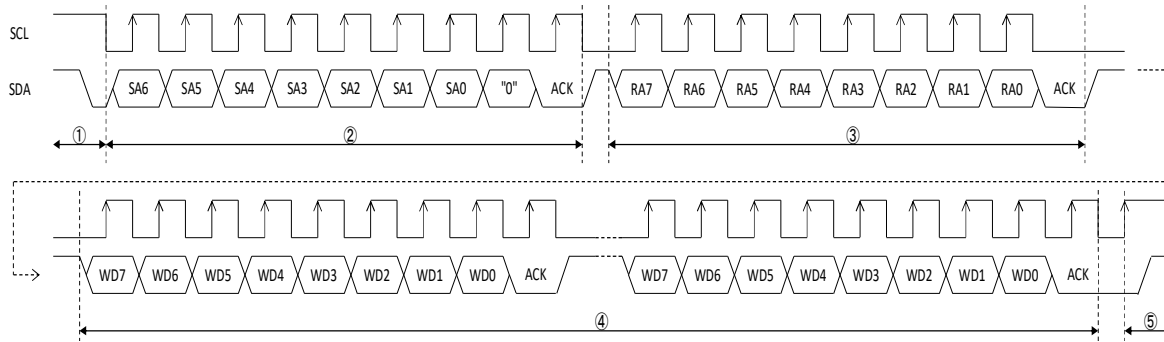 SCL
SDA SA6 SA5 SA4 SA3 SA2 SA1 SA0 "0" ACK RA7 RA6 RA5 RA4 RA3 RA2 RA1 RA0 ACK
① ② ③
WD7 WD6 WD5 WD4 WD3 WD2 WD1 WD0 ACK WD7 WD6 WD5 WD4 WD3 WD2 WD1 WD0 ACK
④ ⑤